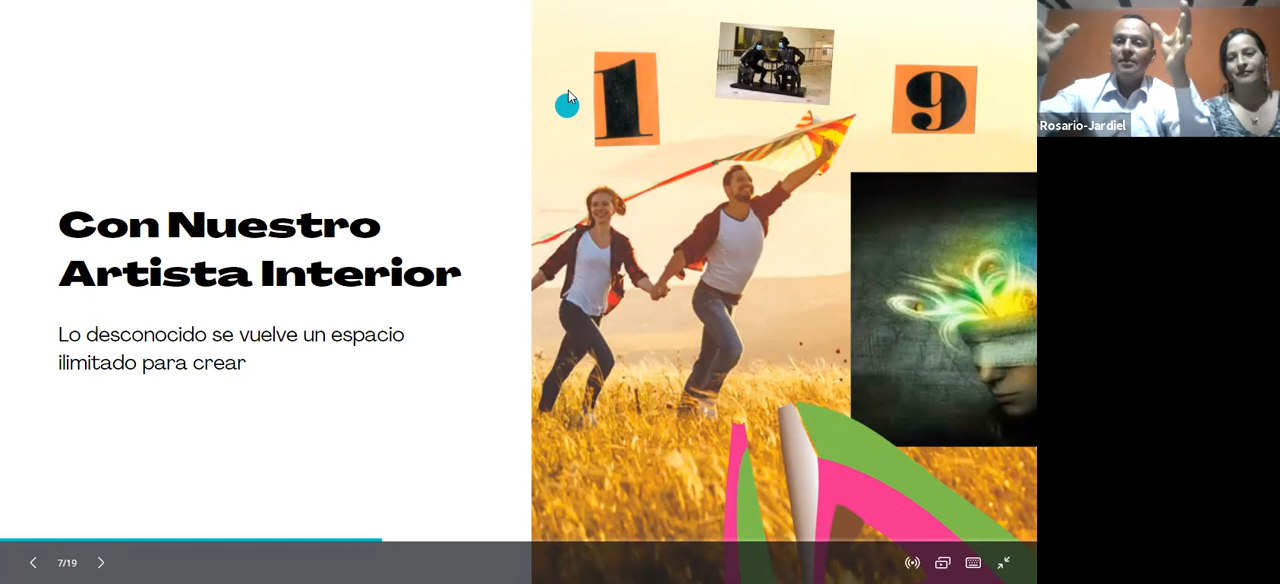 1
9
Con Nuestro
Artista Interior
Lo desconocido se vuelve un espacio
ilimitado para crear
Rosario-Jardiel
7/19